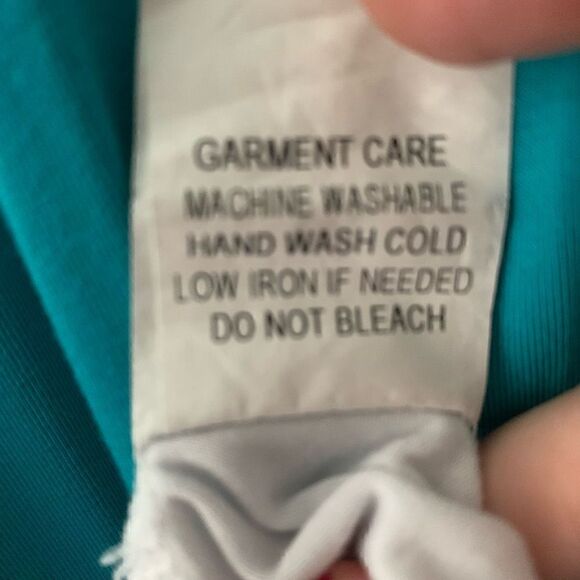 GARMENT CARE
MACHINE WASHABLE
HAND WASH COLD
LOW IRON IF NEEDED
DO NOT BLEACH